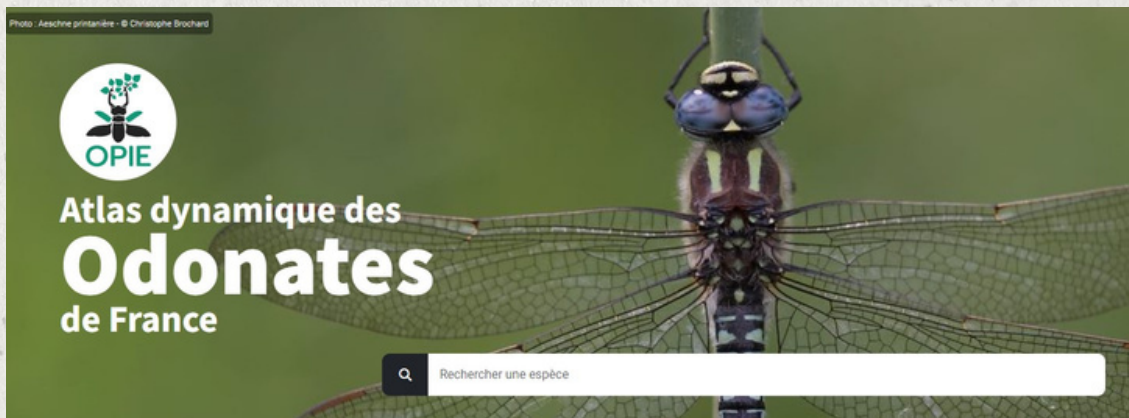 Photo : Aeschne printanière - © Christophe Brochard
OPIE
Atlas dynamique des
Odonates
de France
Rechercher une espèce